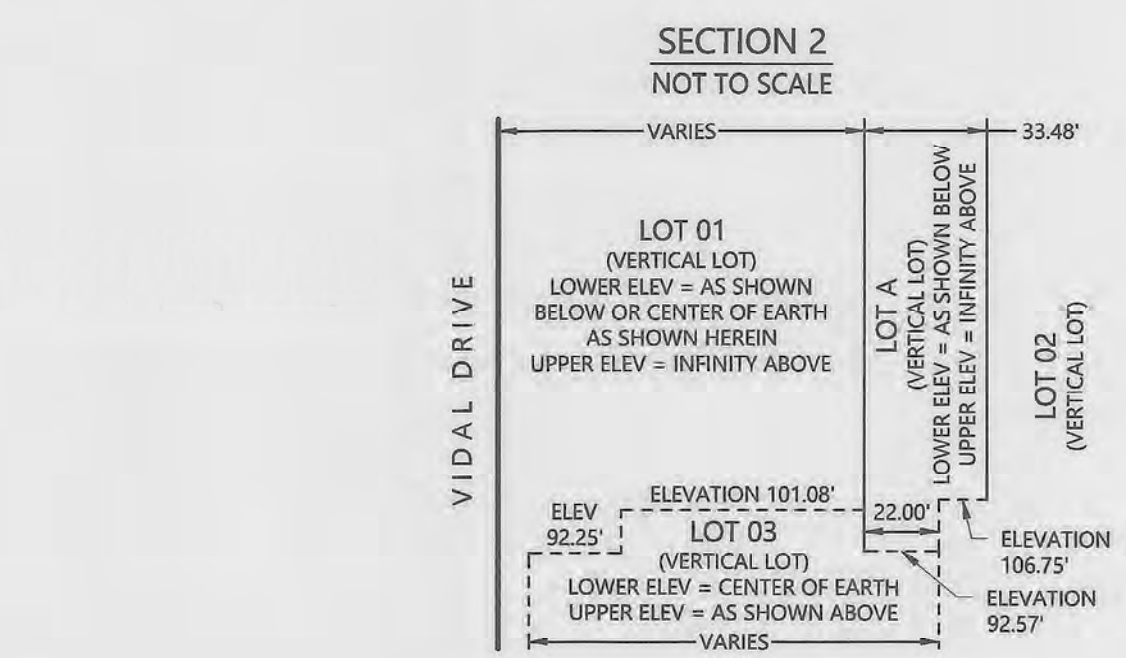 SECTION 2
NOT TO SCALE
VARIES
33.48'
VIDAL DRIVE
LOT 01
(VERTICAL LOT)
LOWER ELEV = AS SHOWN
BELOW OR CENTER OF EARTH
AS SHOWN HEREIN
UPPER ELEV = INFINITY ABOVE
LOT A
(VERTICAL LOT)
LOWER ELEV = AS SHOWN BELOW
UPPER ELEV = INFINITY ABOVE
LOT 02
(VERTICAL LOT)
ELEVATION 101.08'
ELEV
92.25'
22.00'
LOT 03
(VERTICAL LOT)
LOWER ELEV = CENTER OF EARTH
UPPER ELEV = AS SHOWN ABOVE
VARIES
ELEVATION
106.75'
ELEVATION
92.57'